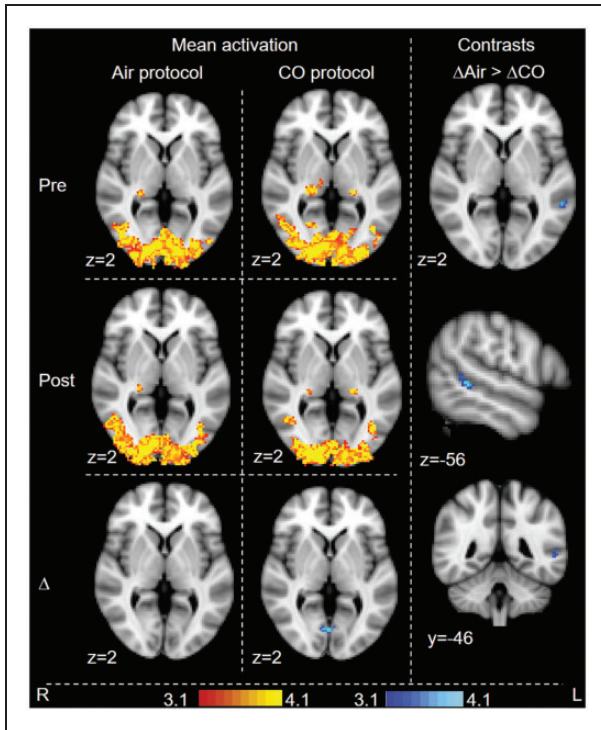 Mean activation
Contrasts
Air protocol
CO protocol
ΔAir > ΔCO
Pre
z=2
z=2
z=2
Post
z=2
z=2
z=-56
Δ
z=2
z=2
y=-46
R
3.1
4.1
3.1
4.1
L